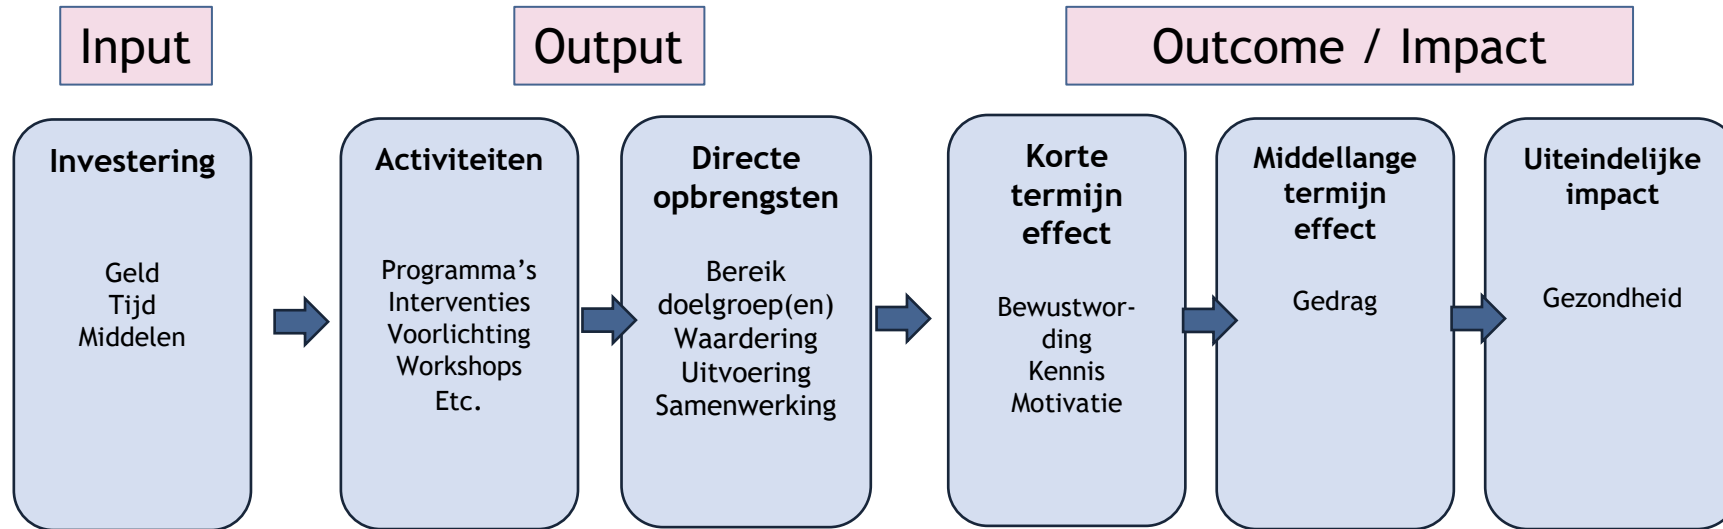 Input
Output
Outcome / Impact
Investering
Geld
Tijd
Middelen
Activiteiten
Programma’s
Interventies
Voorlichting
Workshops
Etc.
Directe
opbrengsten
Bereik
doelgroep(en)
Waardering
Uitvoering
Samenwerking
Korte
termijn
effect
Bewustwor-
ding
Kennis
Motivatie
Middellange
termijn
effect
Gedrag
Uiteindelijke
impact
Gezondheid